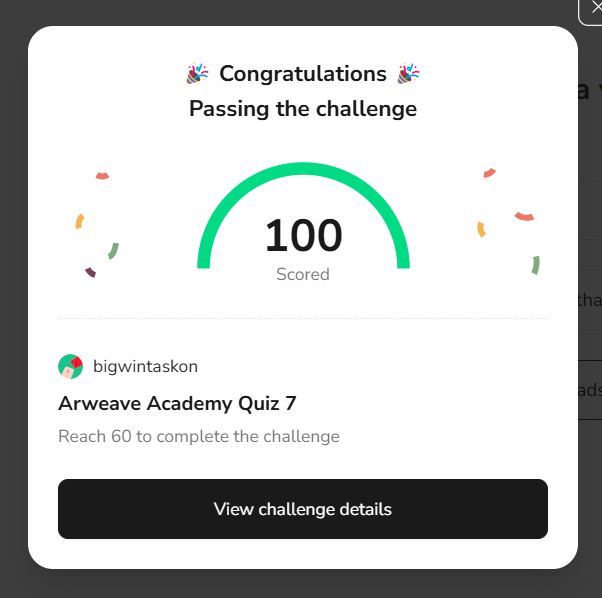 🎉 Congratulations 🎉
Passing the challenge
100
Scored
bigwintaskon
Arweave Academy Quiz 7
Reach 60 to complete the challenge
View challenge details